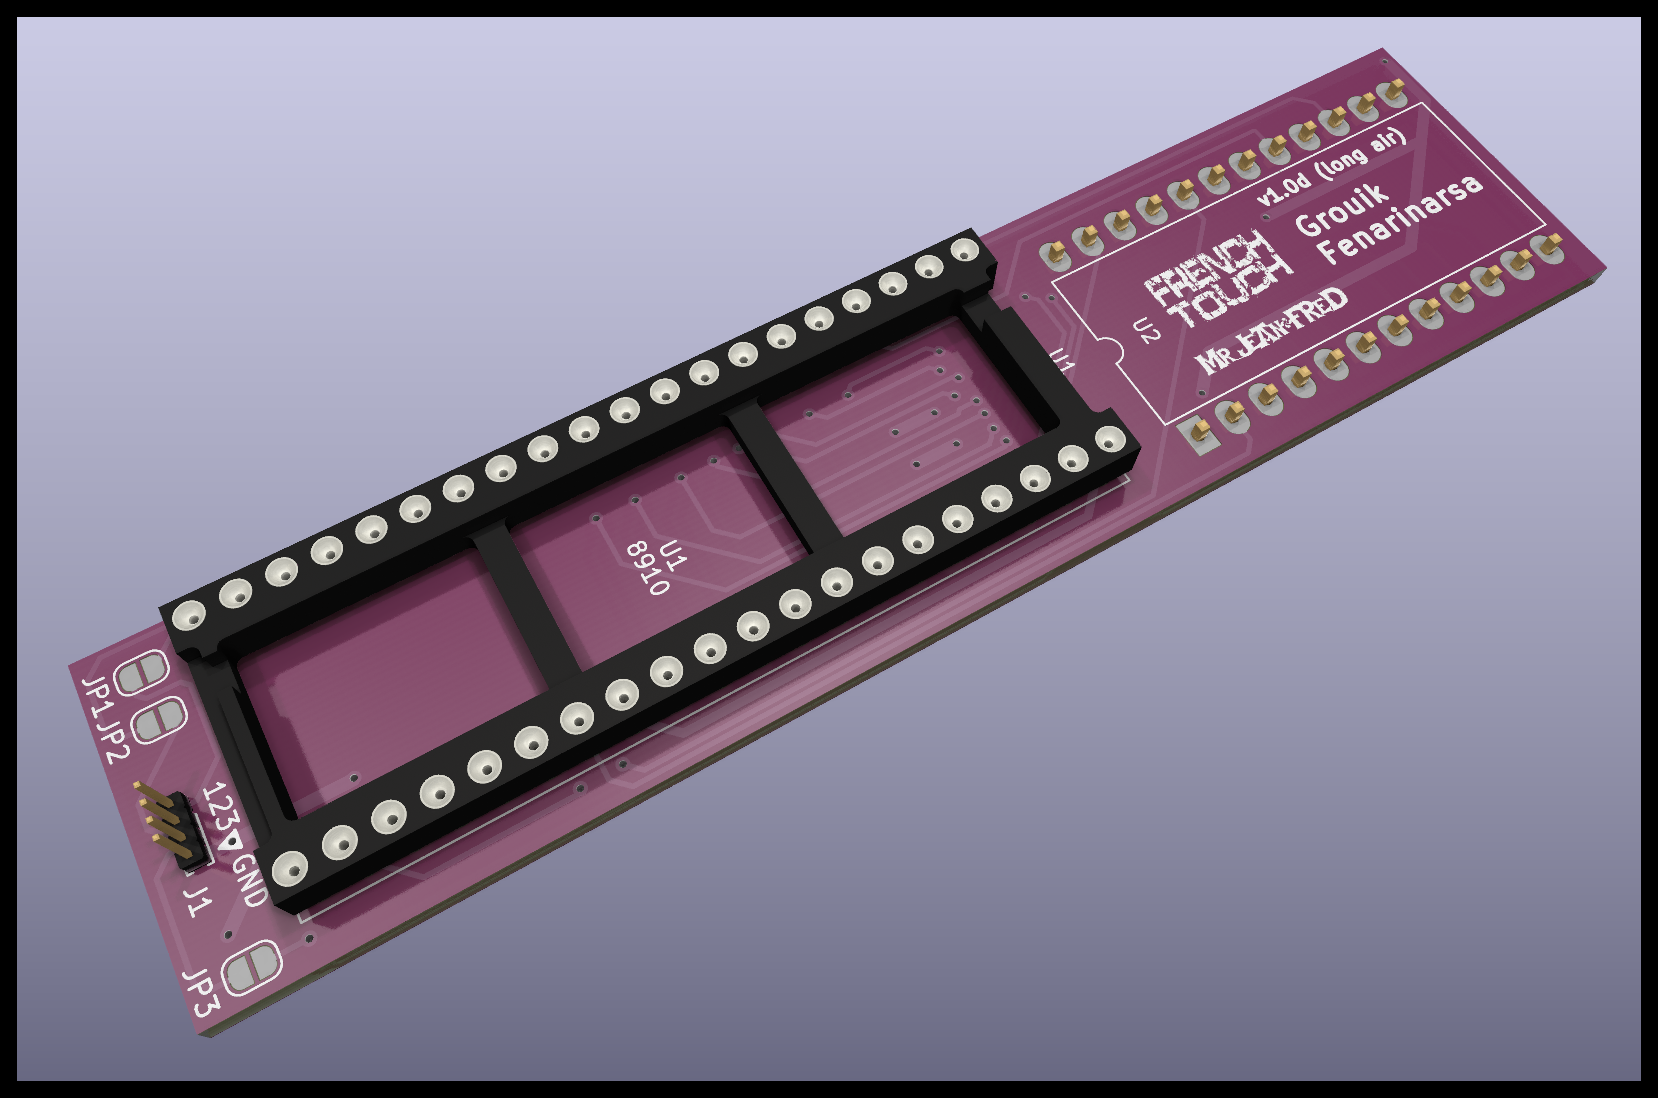 v1.0d (long air)
Grouik
Fenarinarsa
FRENCH
TOUCH
MR JEAN-FRED
U2
U1
U1
8910
JP1
JP2
123
GND
J1
JP3